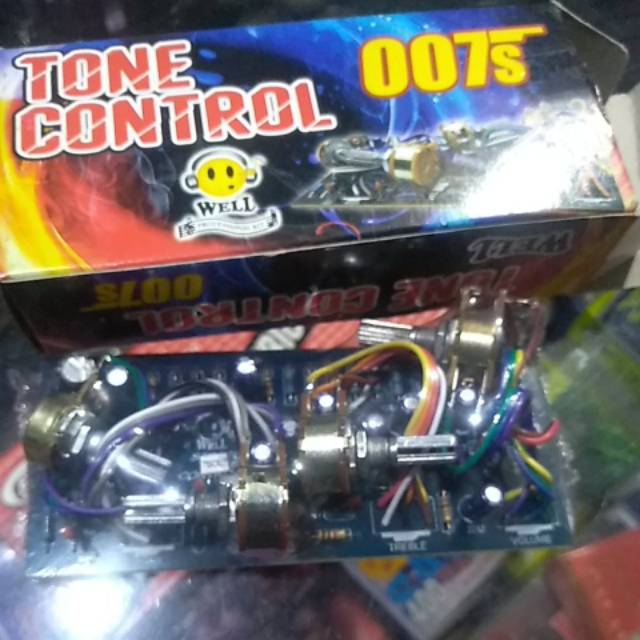 TONE
CONTROL
007s
WELL
WELL
007s
TONE CONTROL
WELL
TREBLE
VOLUME